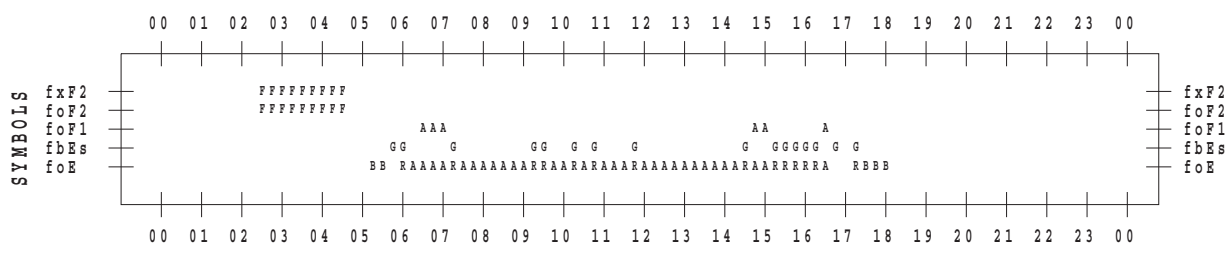 00 01 02 03 04 05 06 07 08 09 10 11 12 13 14 15 16 17 18 19 20 21 22 23 00
SYMBOLS
fxF2 FFFFFFFFF fxF2
foF2 FFFFFFFFF foF2
foF1 AAA AA A foF1
fbEs GG G GG G G G G GGGGG G G fbEs
foE BB RAAAARAAAAAAARRAARARAAARAAAAAAAAAARAARRRRRA RBBBB foE
00 01 02 03 04 05 06 07 08 09 10 11 12 13 14 15 16 17 18 19 20 21 22 23 00